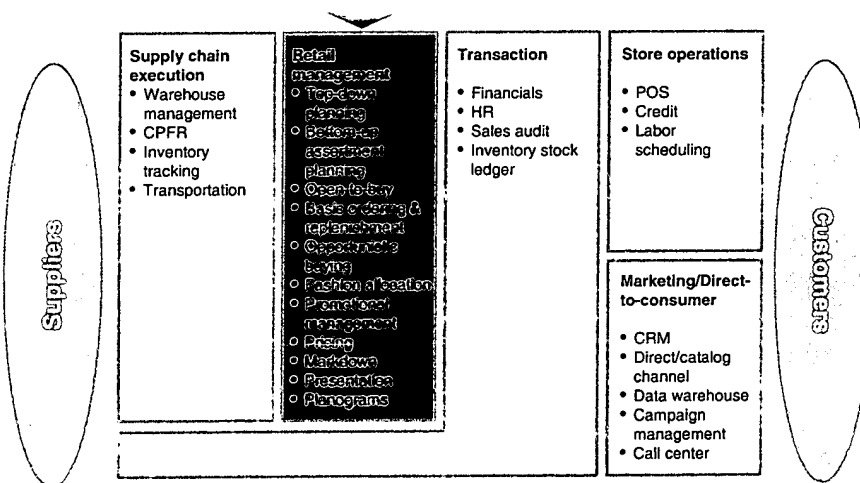 Suppliers
Supply chain
execution
• Warehouse
management
• CPFR
• Inventory
tracking
• Transportation
Retail
management
○ Top-down
planning
○ Bottom-up
assortment
planning
○ Open-to-buy
○ Basic ordering &
replenishment
○ Opportunistic
buying
○ Fashion allocation
○ Promotional
management
○ Pricing
○ Markdown
○ Presentation
○ Planograms
Transaction
• Financials
• HR
• Sales audit
• Inventory stock
ledger
Store operations
• POS
• Credit
• Labor
scheduling
Marketing/Direct-
to-consumer
• CRM
• Direct/catalog
channel
• Data warehouse
• Campaign
management
• Call center
Customers